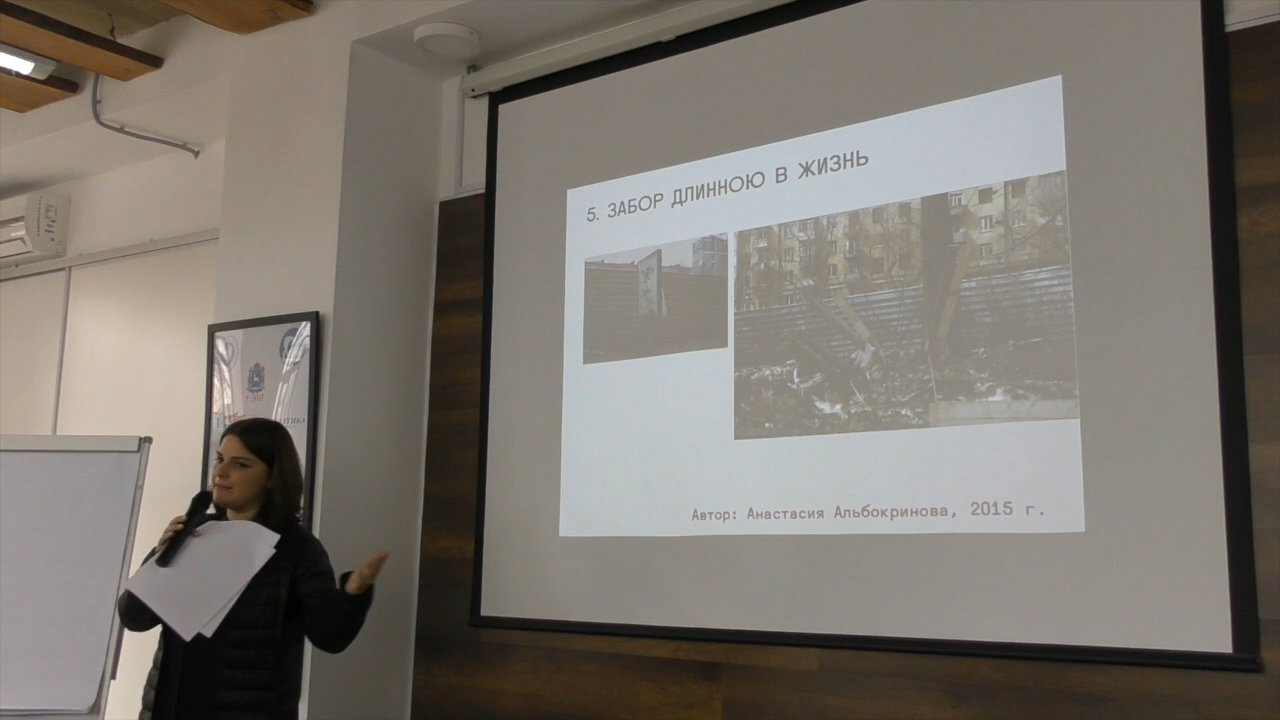 5. ЗАБОР ДЛИННОЮ В ЖИЗНЬ
Автор: Анастасия Альбокринова, 2015 г.